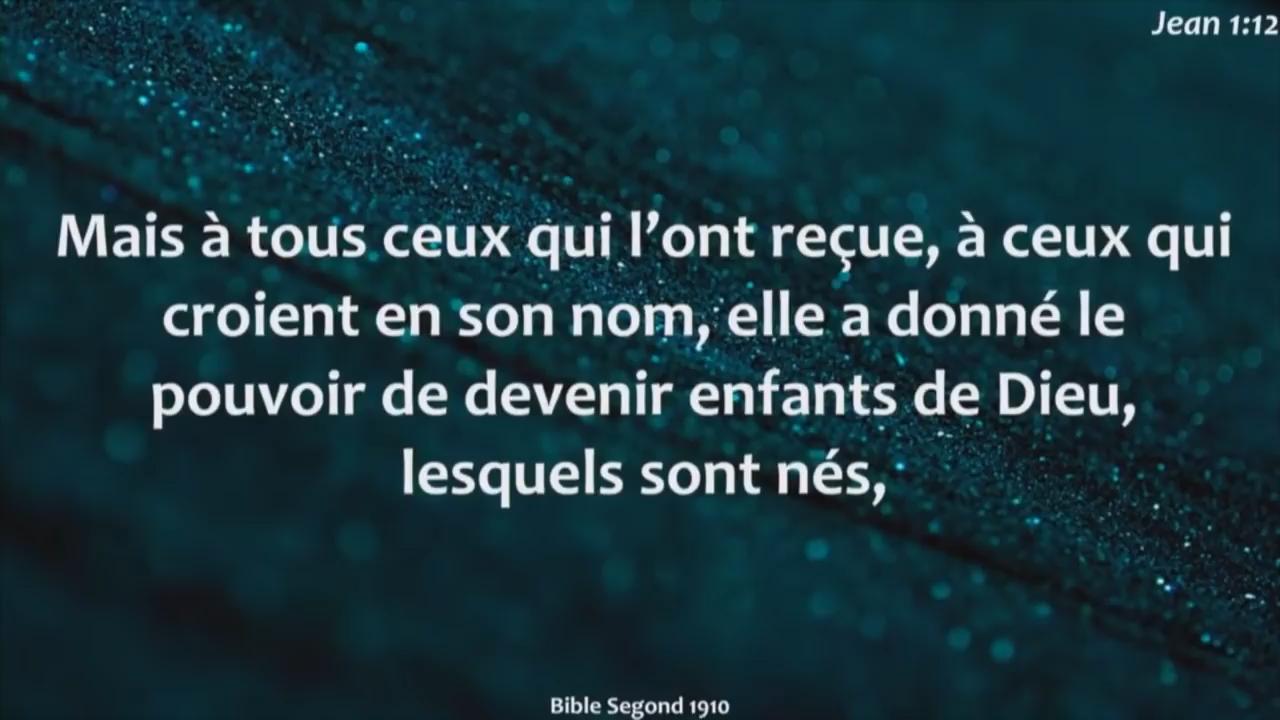 Jean 1:12
Mais à tous ceux qui l’ont reçue, à ceux qui
croient en son nom, elle a donné le
pouvoir de devenir enfants de Dieu,
lesquels sont nés,
Bible Segond 1910